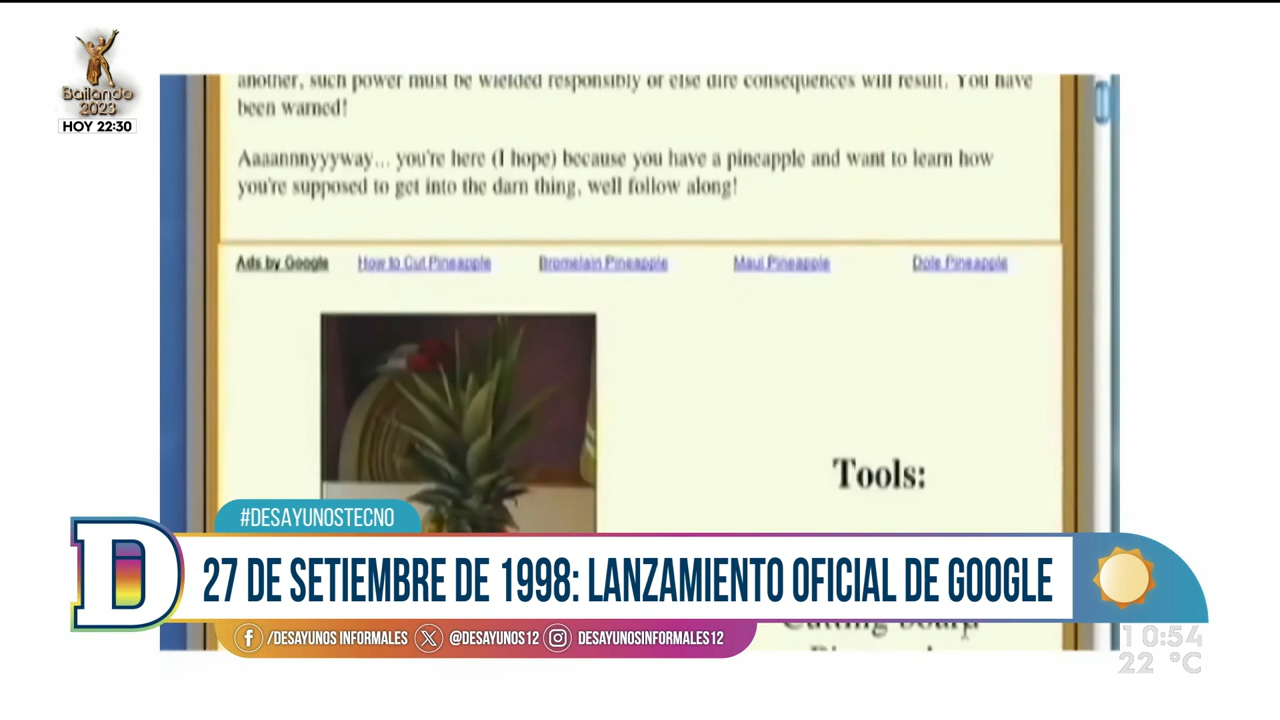 Bailando
2023
HOY 22:30
another, such power must be wielded responsibly or else dire consequences will result. You have
been warned!
Aaaannnyyyway... you're here (I hope) because you have a pineapple and want to learn how
you're supposed to get into the darn thing, well follow along!
Ads by Google How to Cut Pineapple Bromelain Pineapple Maui Pineapple Dole Pineapple
Tools:
#DESAYUNOSTECNO
D
27 DE SETIEMBRE DE 1998: LANZAMIENTO OFICIAL DE GOOGLE
/DESAYUNOS INFORMALES @DESAYUNOS12 DESAYUNOSINFORMALES12
Cutting
10:54
22 °C